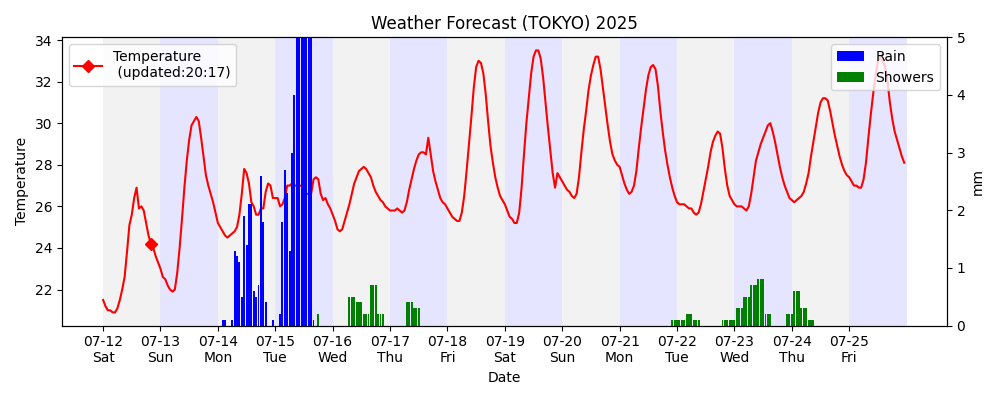 Weather Forecast (TOKYO) 2025
Temperature
(updated:20:17)
Rain
Showers
34
32
30
28
26
24
22
Temperature
5
4
3
2
1
0
mm
07-12 07-13 07-14 07-15 07-16 07-17 07-18 07-19 07-20 07-21 07-22 07-23 07-24 07-25
Sat Sun Mon Tue Wed Thu Fri Sat Sun Mon Tue Wed Thu Fri
Date